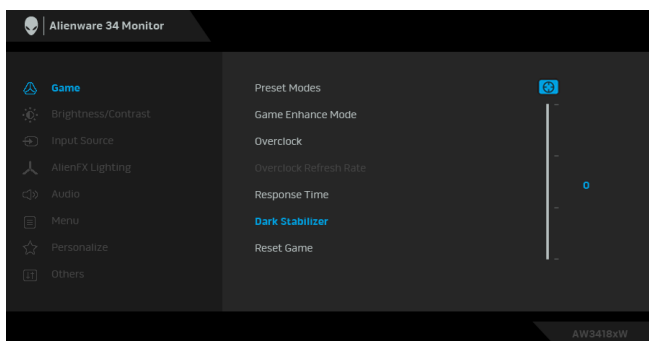 Alienware 34 Monitor
Game
Brightness/Contrast
Input Source
AlienFX Lighting
Audio
Menu
Personalize
Others
Preset Modes
Game Enhance Mode
Overclock
Overclock Refresh Rate
Response Time
Dark Stabilizer
Reset Game
0
AW3418xW